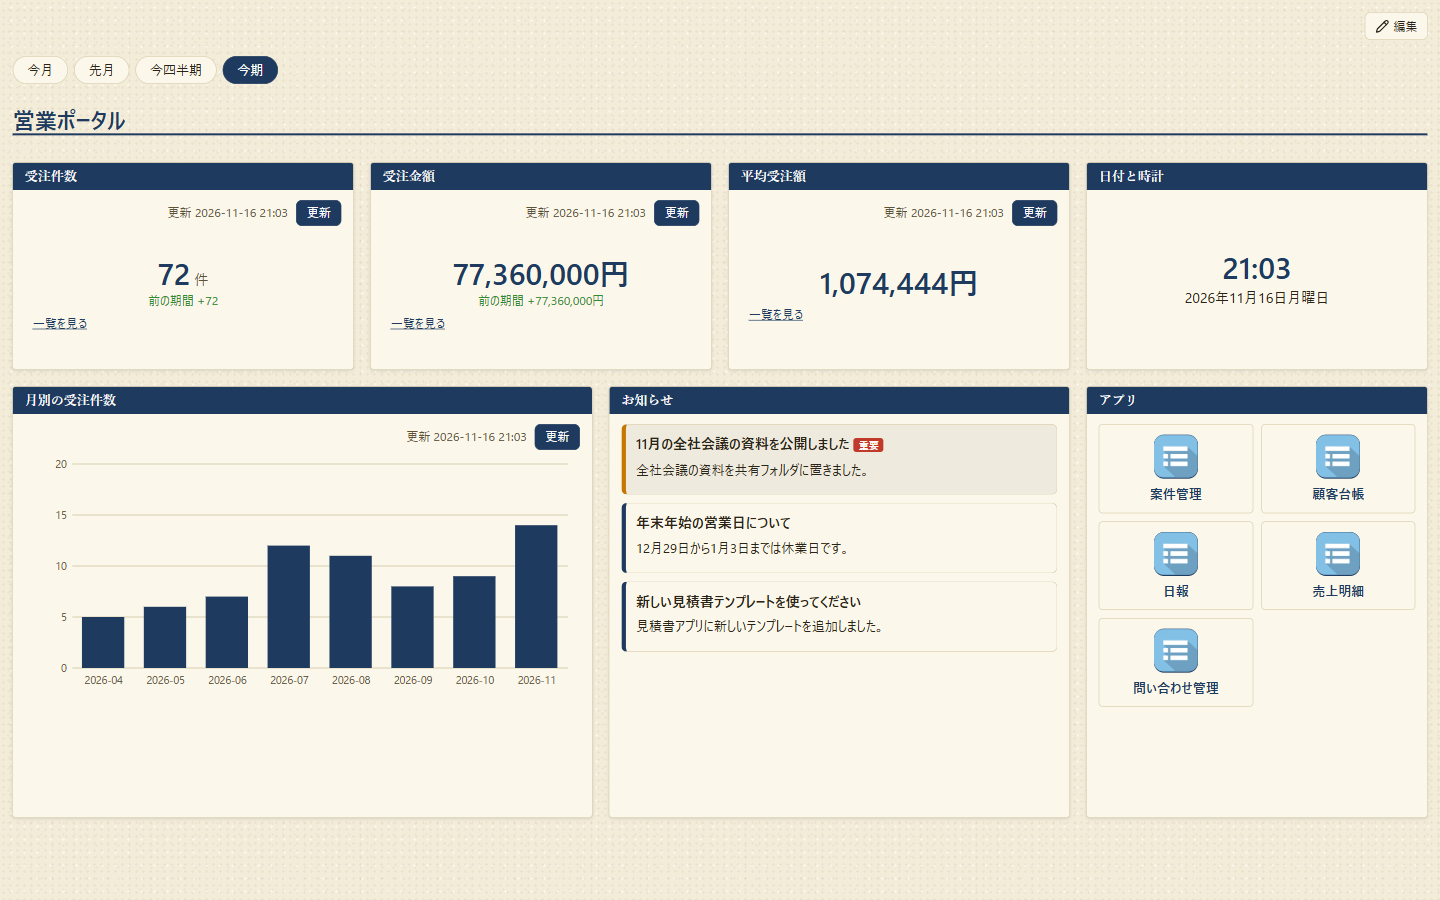 編集
今月
先月
今四半期
今期
営業ポータル
受注件数
更新 2026-11-16 21:03
更新
72 件
前の期間 +72
一覧を見る
受注金額
更新 2026-11-16 21:03
更新
77,360,000円
前の期間 +77,360,000円
一覧を見る
平均受注額
更新 2026-11-16 21:03
更新
1,074,444円
一覧を見る
日付と時計
21:03
2026年11月16日月曜日
月別の受注件数
更新 2026-11-16 21:03
更新
20
15
10
5
0
2026-04
2026-05
2026-06
2026-07
2026-08
2026-09
2026-10
2026-11
お知らせ
11月の全社会議の資料を公開しました 重要
全社会議の資料を共有フォルダに置きました。
年末年始の営業日について
12月29日から1月3日までは休業日です。
新しい見積書テンプレートを使ってください
見積書アプリに新しいテンプレートを追加しました。
アプリ
案件管理
顧客台帳
日報
売上明細
問い合わせ管理